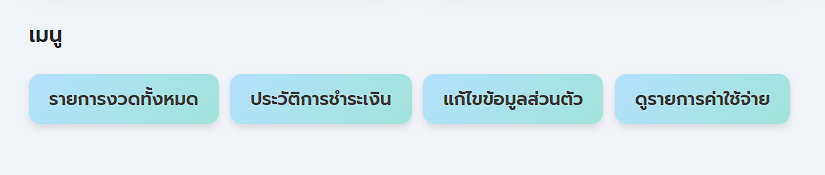 เมนู
รายการงวดทั้งหมด ประวัติการชำระเงิน แก้ไขข้อมูลส่วนตัว ดูรายการค่าใช้จ่าย